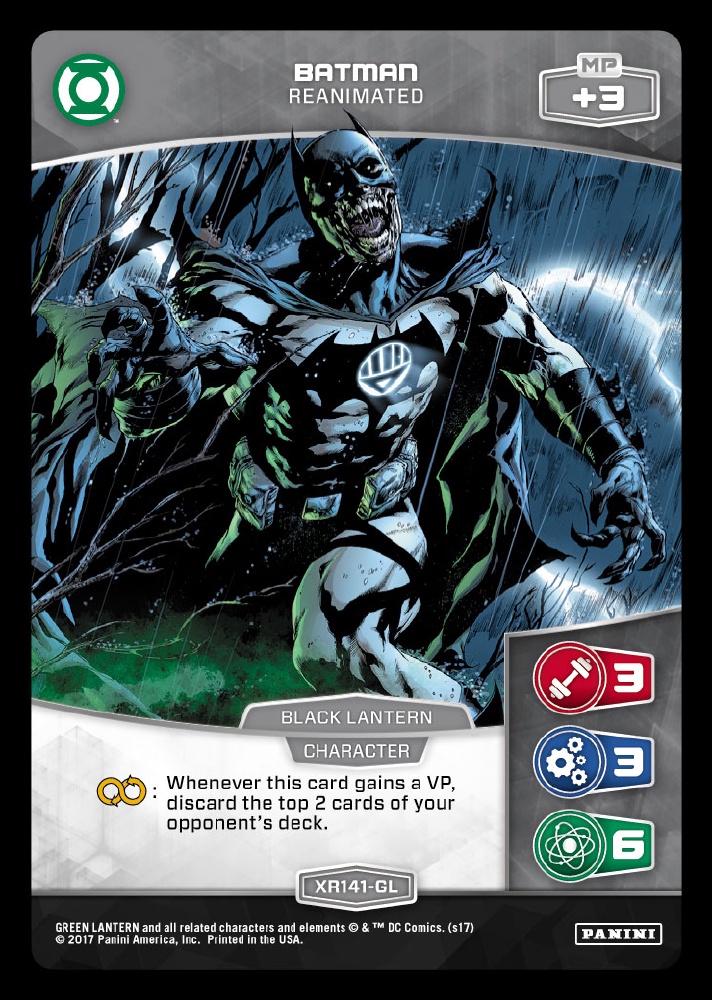 BATMAN
REANIMATED
MP
+3
3
3
6
BLACK LANTERN
CHARACTER
: Whenever this card gains a VP,
discard the top 2 cards of your
opponent's deck.
XR141-GL
GREEN LANTERN and all related characters and elements © & ™ DC Comics. (s17)
© 2017 Panini America, Inc. Printed in the USA.
PANINI